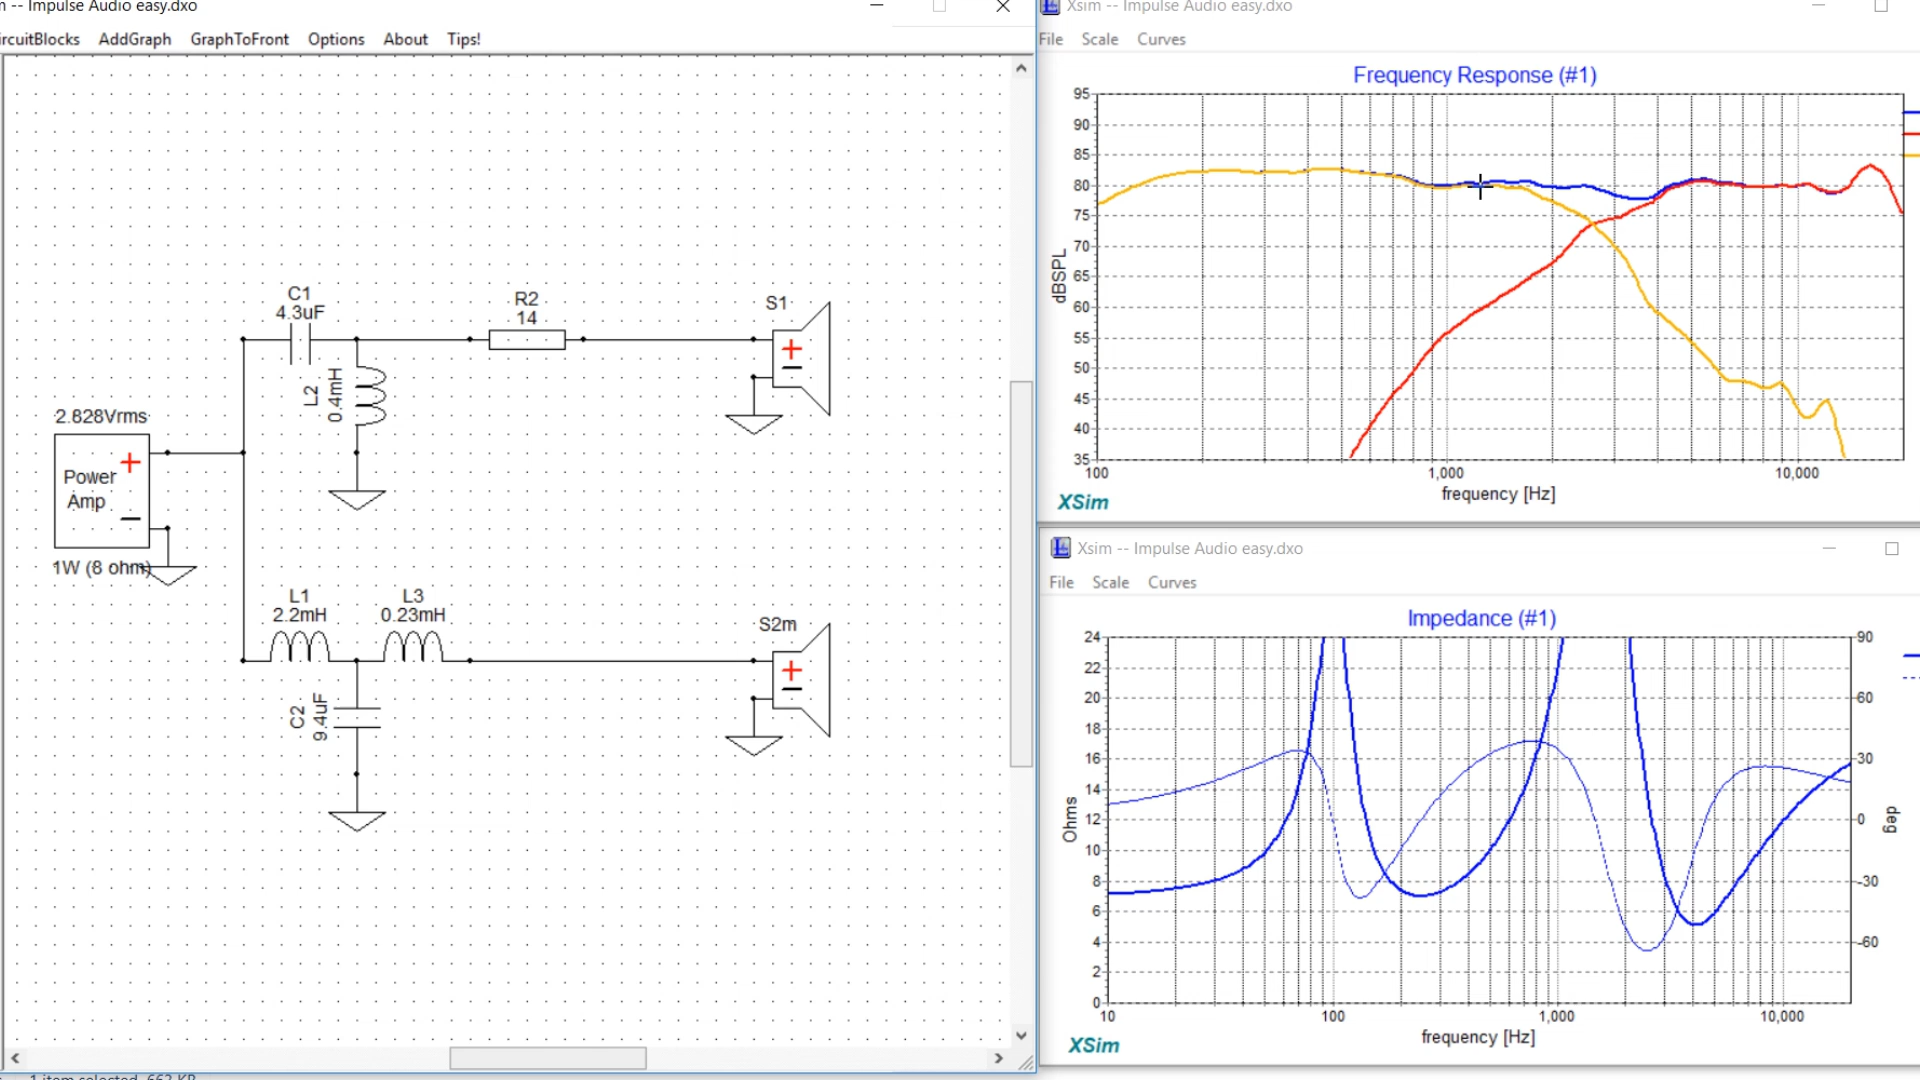 -- Impulse Audio easy.dxo
ircuitBlocks AddGraph GraphToFront Options About Tips!
C1
4.3uF
R2
14
S1
L2
0.4mH
2.828Vrms
Power
Amp
1W (8 ohm)
L1
2.2mH
L3
0.23mH
S2m
C2
9.4uF
1 item selected 662 KB
Xsim -- Impulse Audio easy.dxo
File Scale Curves
Frequency Response (#1)
95
90
85
80
75
70
65
60
55
50
45
40
35
dBSPL
100 1,000 10,000
frequency [Hz]
XSim
Xsim -- Impulse Audio easy.dxo
File Scale Curves
Impedance (#1)
24 90
22
20 60
18
16 30
14
12 0
10
8 -30
6
4 -60
2
0
Ohms
deg
10 100 1,000 10,000
frequency [Hz]
XSim